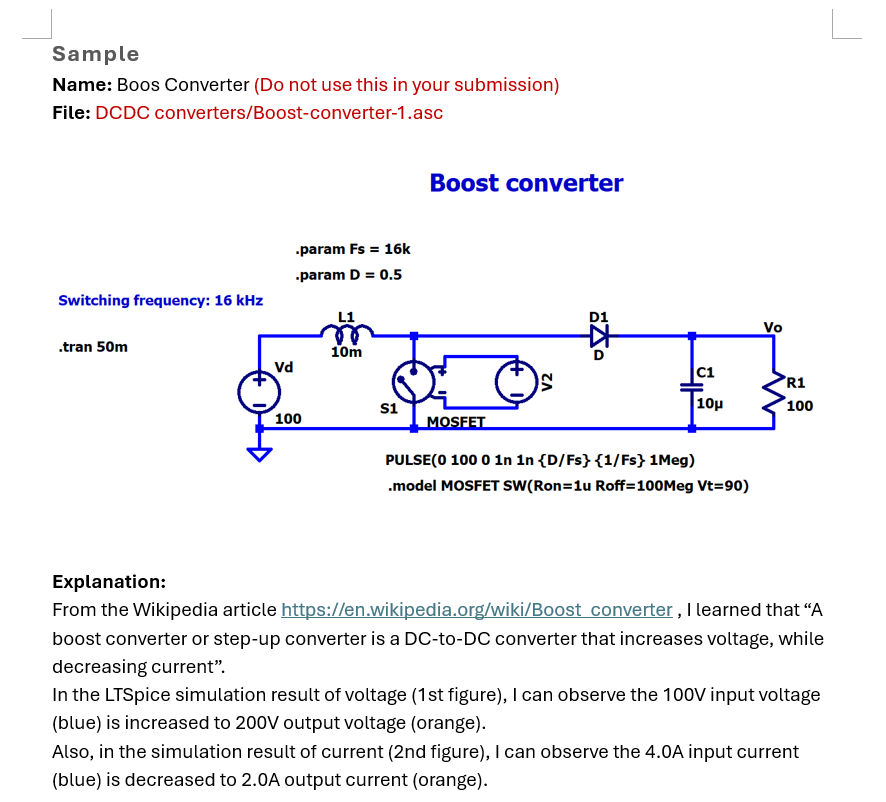 Sample
Name: Boos Converter (Do not use this in your submission)
File: DCDC converters/Boost-converter-1.asc
Boost converter
.param Fs = 16k
.param D = 0.5
Switching frequency: 16 kHz
.tran 50m
L1
10m
Vd
+
100
S1
+
MOSFET
+
V2
D1
D
C1
10µ
Vo
R1
100
PULSE(0 100 0 1n 1n {D/Fs} {1/Fs} 1Meg)
.model MOSFET SW(Ron=1u Roff=100Meg Vt=90)
Explanation:
From the Wikipedia article https://en.wikipedia.org/wiki/Boost_converter , I learned that “A
boost converter or step-up converter is a DC-to-DC converter that increases voltage, while
decreasing current”.
In the LTSpice simulation result of voltage (1st figure), I can observe the 100V input voltage
(blue) is increased to 200V output voltage (orange).
Also, in the simulation result of current (2nd figure), I can observe the 4.0A input current
(blue) is decreased to 2.0A output current (orange).